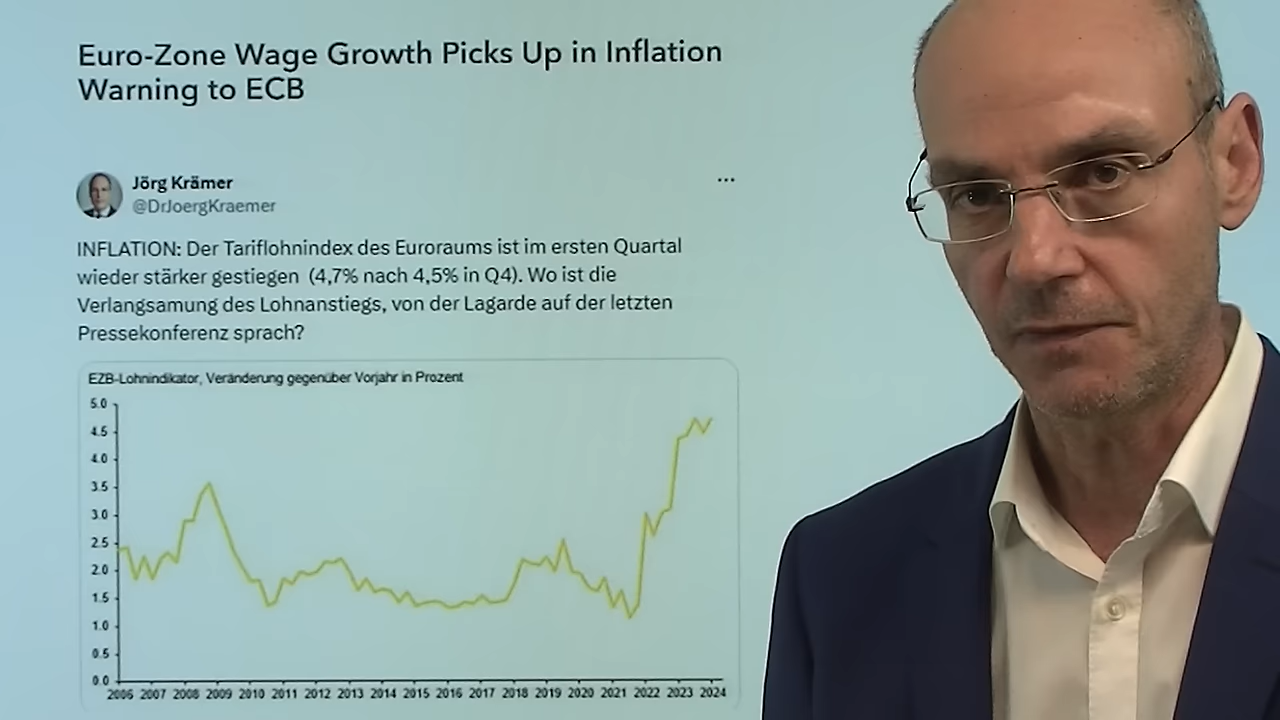 Euro-Zone Wage Growth Picks Up in Inflation
Warning to ECB
Jörg Krämer
@DrJoergKraemer
...
INFLATION: Der Tariflohnindex des Euroraums ist im ersten Quartal
wieder stärker gestiegen (4,7% nach 4,5% in Q4). Wo ist die
Verlangsamung des Lohnanstiegs, von der Lagarde auf der letzten
Pressekonferenz sprach?
EZB-Lohnindikator, Veränderung gegenüber Vorjahr in Prozent
5.0
4.5
4.0
3.5
3.0
2.5
2.0
1.5
1.0
0.5
0.0
2006 2007 2008 2009 2010 2011 2012 2013 2014 2015 2016 2017 2018 2019 2020 2021 2022 2023 2024